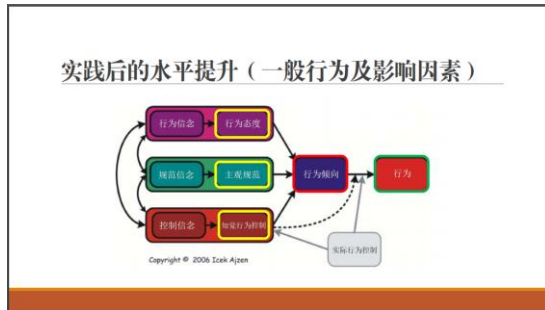 实践后的水平提升（一般行为及影响因素）
行为信念
行为态度
规范信念
主观规范
行为倾向
行为
控制信念
知觉行为控制
实际行为控制
Copyright © 2006 Icek Ajzen